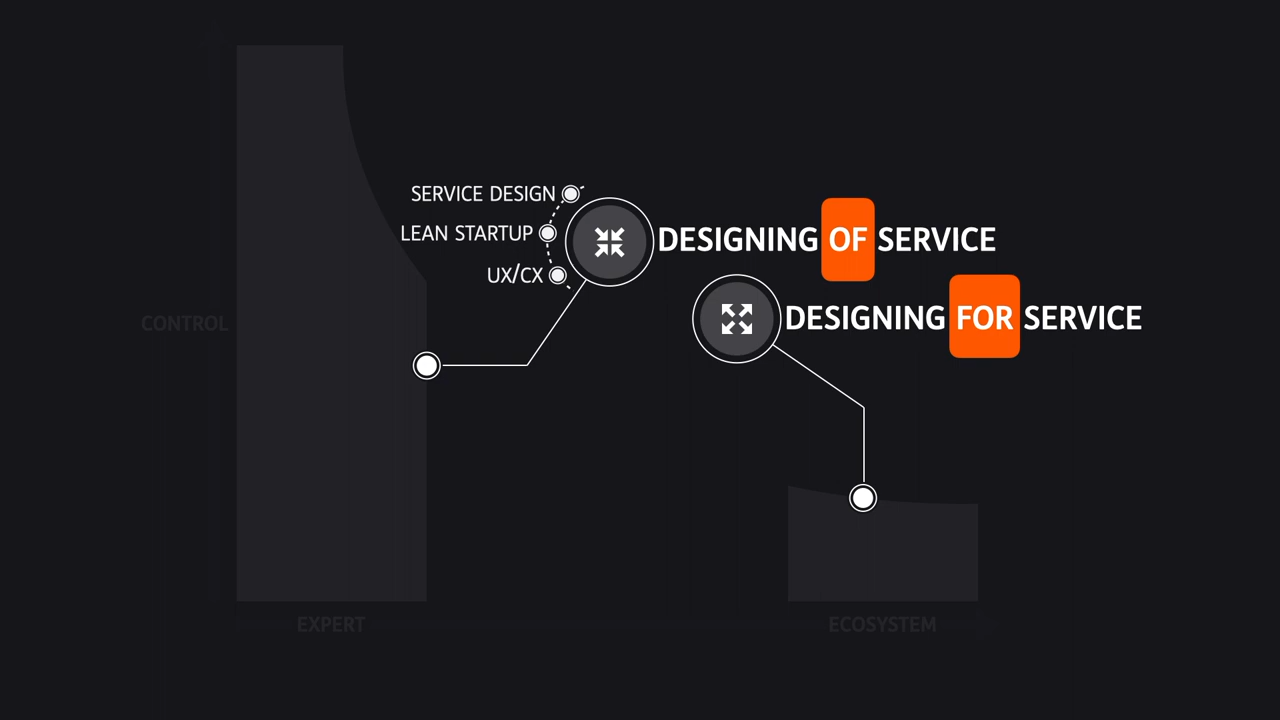 SERVICE DESIGN
LEAN STARTUP
UX/CX
DESIGNING OF SERVICE
DESIGNING FOR SERVICE
CONTROL
EXPERT
ECOSYSTEM